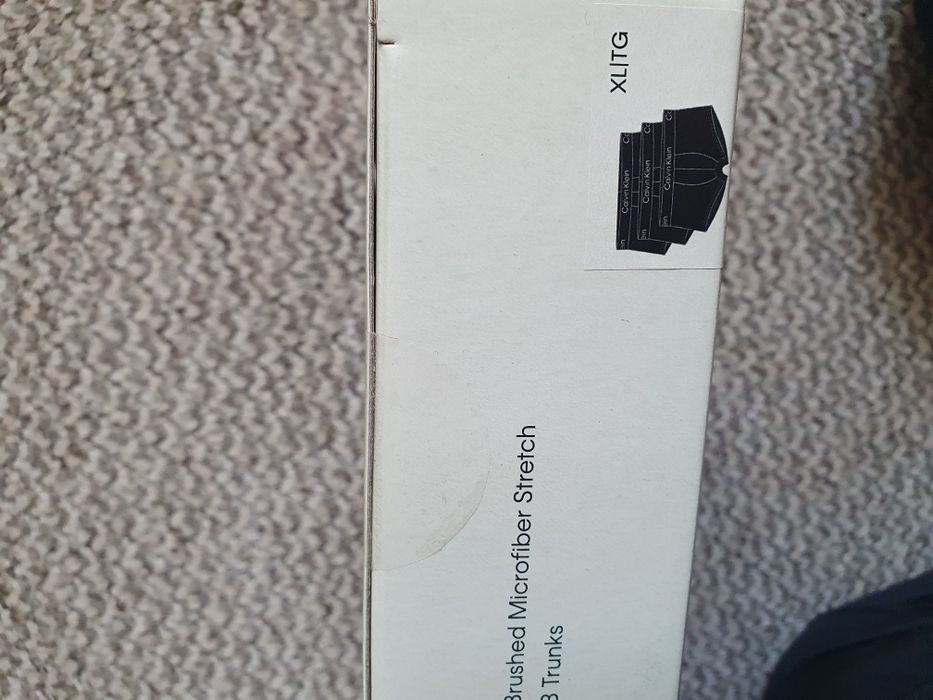 XL|TG
Calvin Klein
Calvin Klein
Calvin Klein
Brushed Microfiber Stretch
3 Trunks